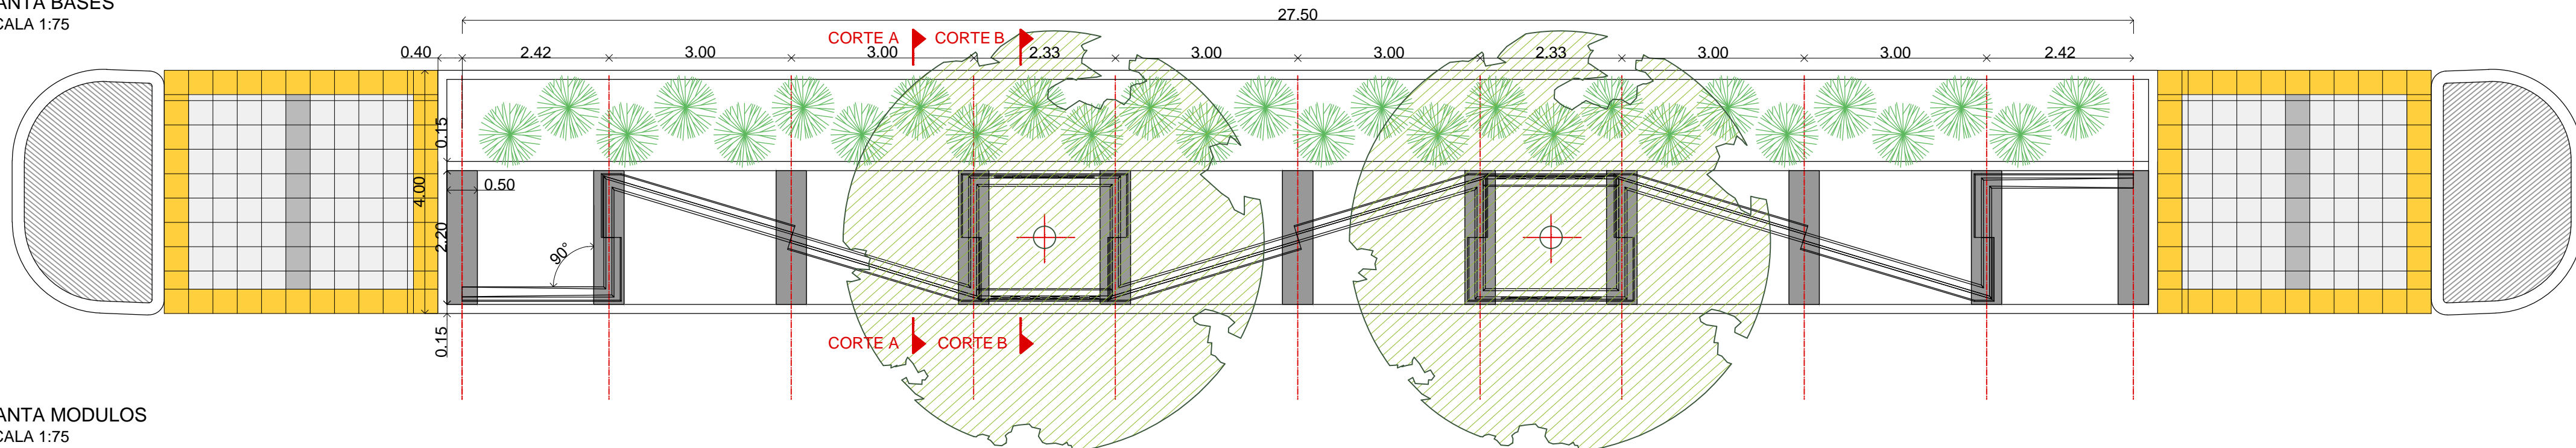 ANTA BASES
CALA 1:75
27.50
CORTE A CORTE B
0.40 2.42 3.00 3.00 2.33 3.00 3.00 2.33 3.00 3.00 2.42
0.15
0.50
4.00
2.20
90°
0.15
CORTE A CORTE B
ANTA MODULOS
CALA 1:75